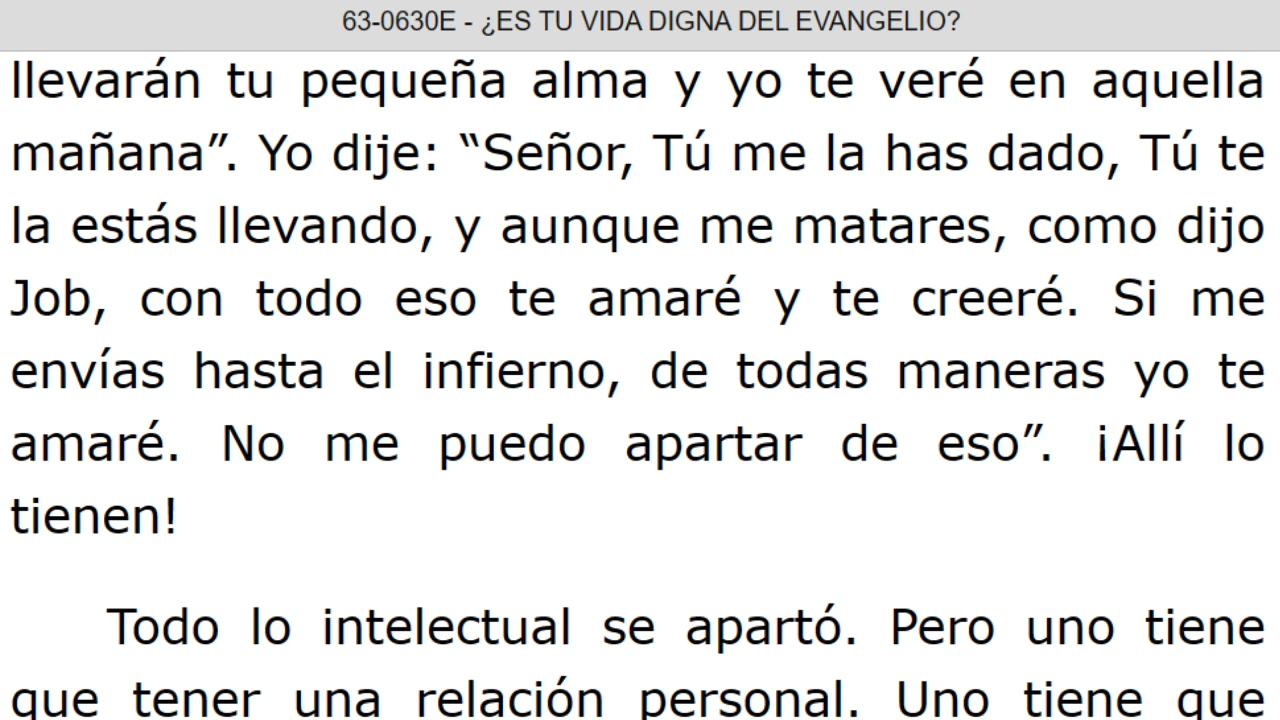 63-0630E - ¿ES TU VIDA DIGNA DEL EVANGELIO?
llevarán tu pequeña alma y yo te veré en aquella
mañana”. Yo dije: “Señor, Tú me la has dado, Tú te
la estás llevando, y aunque me matares, como dijo
Job, con todo eso te amaré y te creeré. Si me
envías hasta el infierno, de todas maneras yo te
amaré. No me puedo apartar de eso”. ¡Allí lo
tienen!
Todo lo intelectual se apartó. Pero uno tiene
que tener una relación personal. Uno tiene que